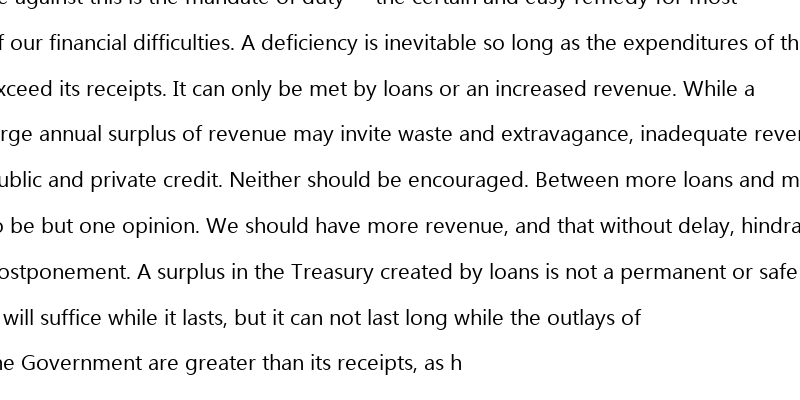 against this is the mandate of duty — the certain and easy remedy for most
of our financial difficulties. A deficiency is inevitable so long as the expenditures of th
xceed its receipts. It can only be met by loans or an increased revenue. While a
rge annual surplus of revenue may invite waste and extravagance, inadequate reve
ublic and private credit. Neither should be encouraged. Between more loans and m
o be but one opinion. We should have more revenue, and that without delay, hindra
ostponement. A surplus in the Treasury created by loans is not a permanent or safe
will suffice while it lasts, but it can not last long while the outlays of
he Government are greater than its receipts, as h